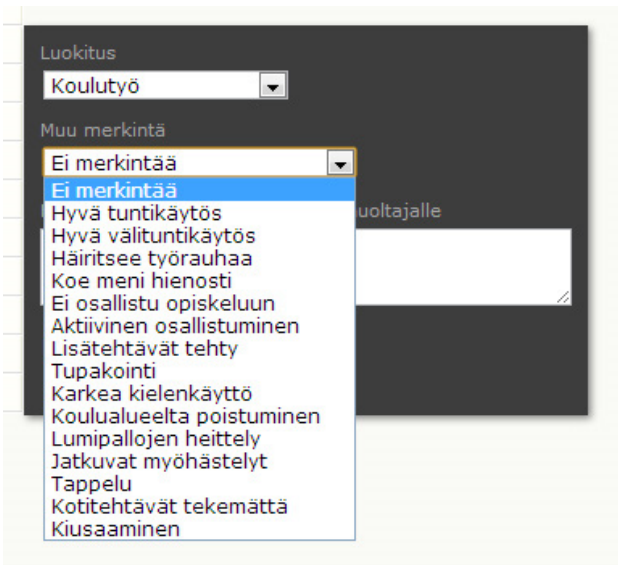 Luokitus
Koulutyö
Muu merkintä
Ei merkintää
Ei merkintää
Hyvä tuntikäytös
uoltajalle
Hyvä välituntikäytös
Häiritsee työrauhaa
Koe meni hienosti
Ei osallistu opiskeluun
Aktiivinen osallistuminen
Lisätehtävät tehty
Tupakointi
Karkea kielenkäyttö
Koulualueelta poistuminen
Lumipallojen heittely
Jatkuvat myöhästelyt
Tappelu
Kotitehtävät tekemättä
Kiusaaminen